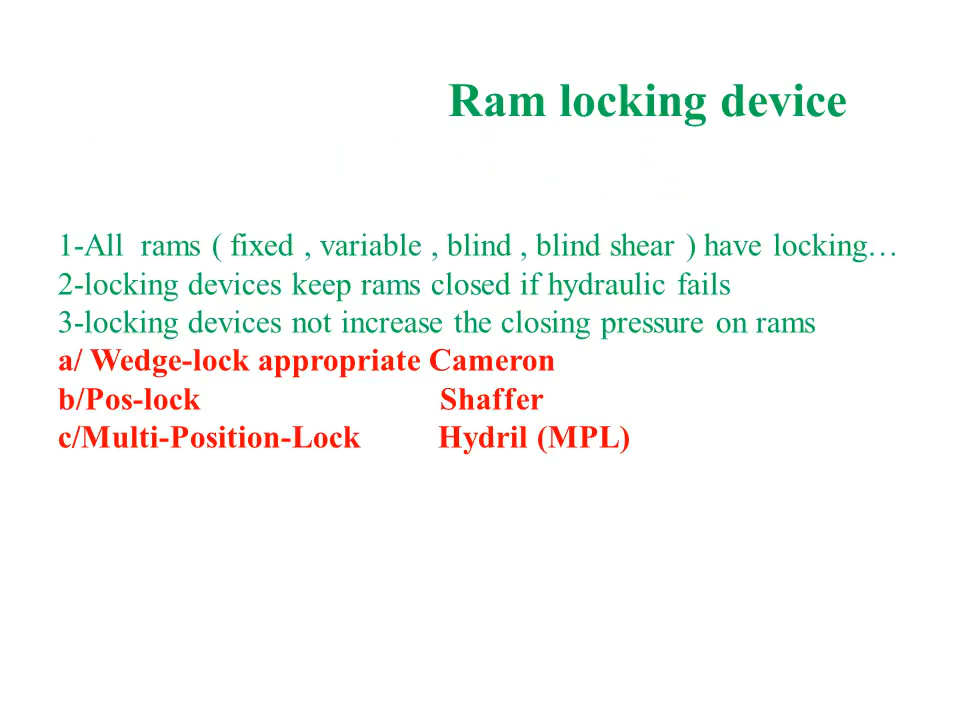 Ram locking device
1-All  rams ( fixed , variable , blind , blind shear ) have locking…
2-locking devices keep rams closed if hydraulic fails
3-locking devices not increase the closing pressure on rams
a/ Wedge-lock appropriate Cameron
b/Pos-lock                              Shaffer
c/Multi-Position-Lock          Hydril (MPL)